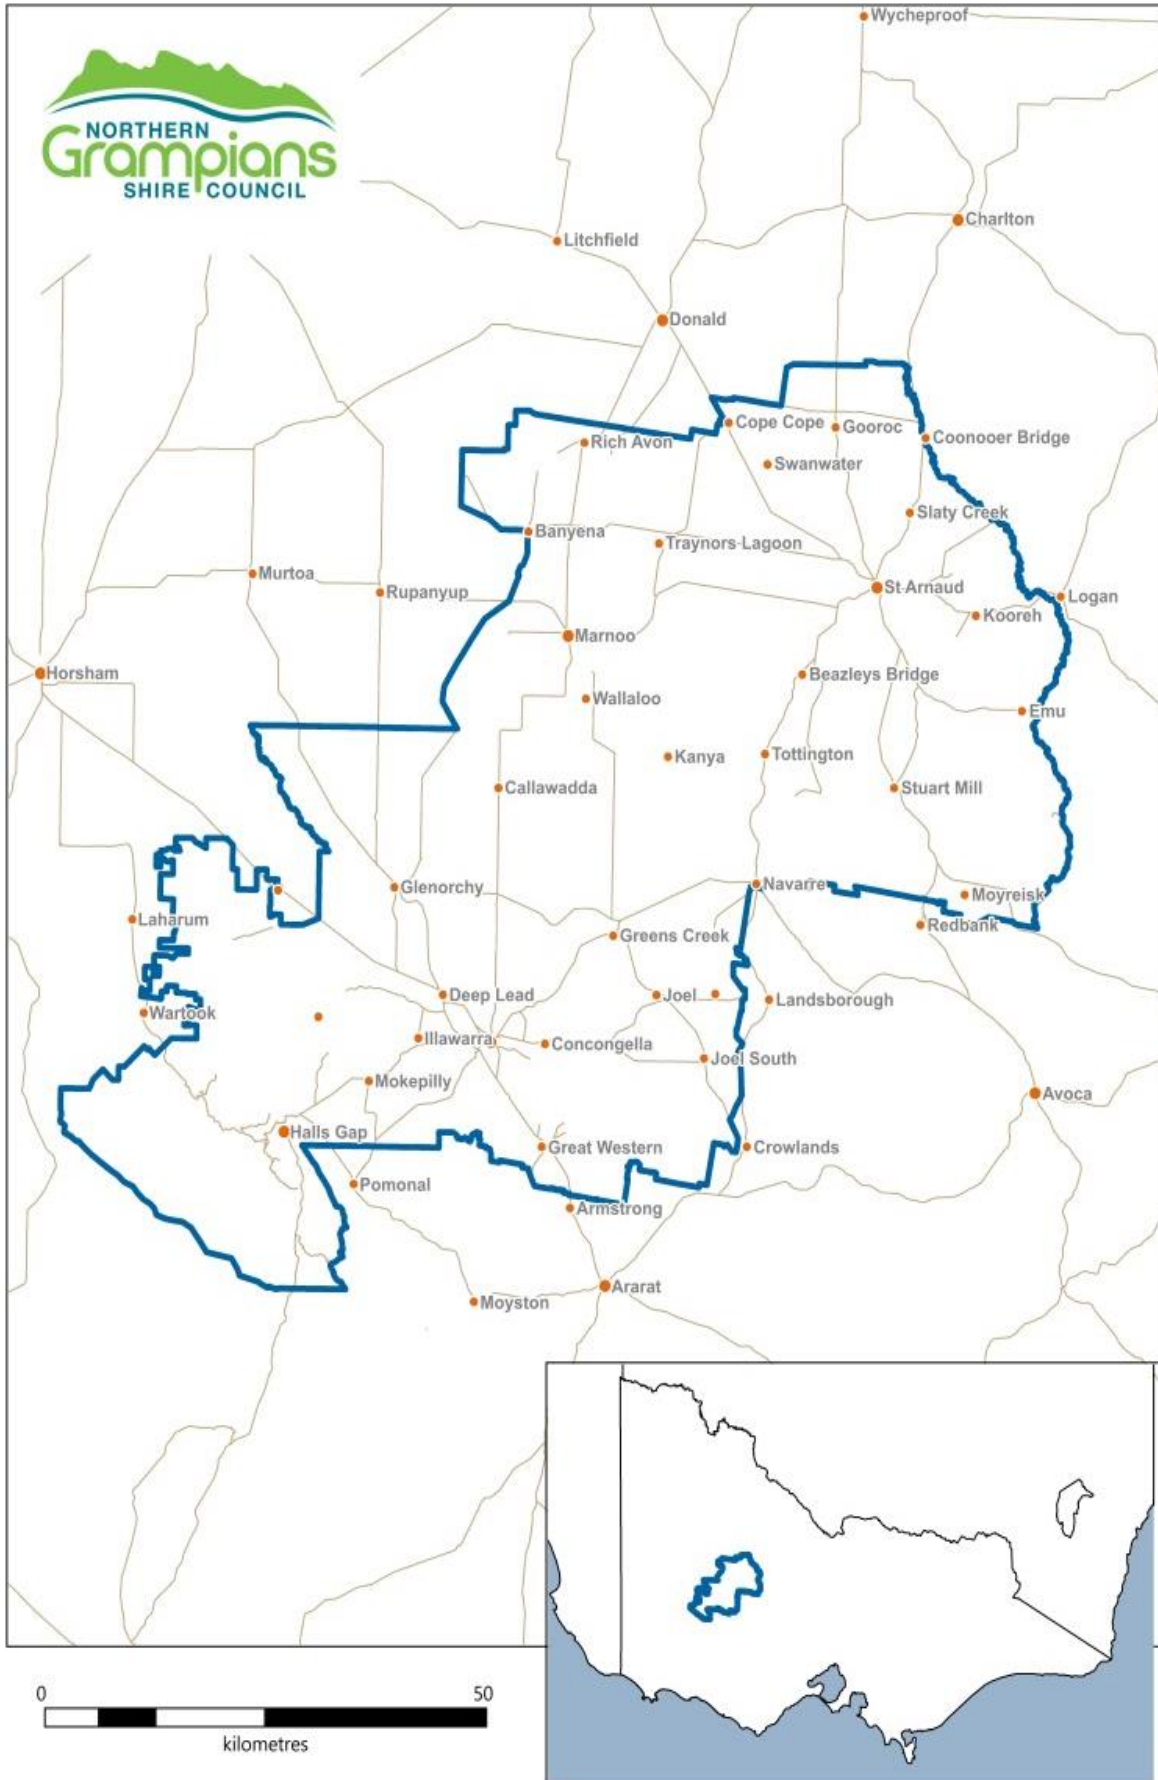 Wycheproof
NORTHERN
Grampians
SHIRE COUNCIL
Charlton
Litchfield
Donald
Cope Cope
Gooroc
Coonooer Bridge
Rich Avon
Swanwater
Slaty Creek
Banyena
Traynors Lagoon
Murtoa
Rupanyup
St Arnaud
Logan
Kooreh
Marnoo
Horsham
Beazleys Bridge
Wallaloo
Emu
Kanya
Tottington
Callawadda
Stuart Mill
Glenorchy
Navarre
Moyreisk
Laharum
Greens Creek
Redbank
Deep Lead
Joel
Landsborough
Wartook
Illawarra
Concongella
Joel South
Mokepilly
Avoca
Halls Gap
Great Western
Crowlands
Pomonal
Armstrong
Ararat
Moyston
0 50
kilometres